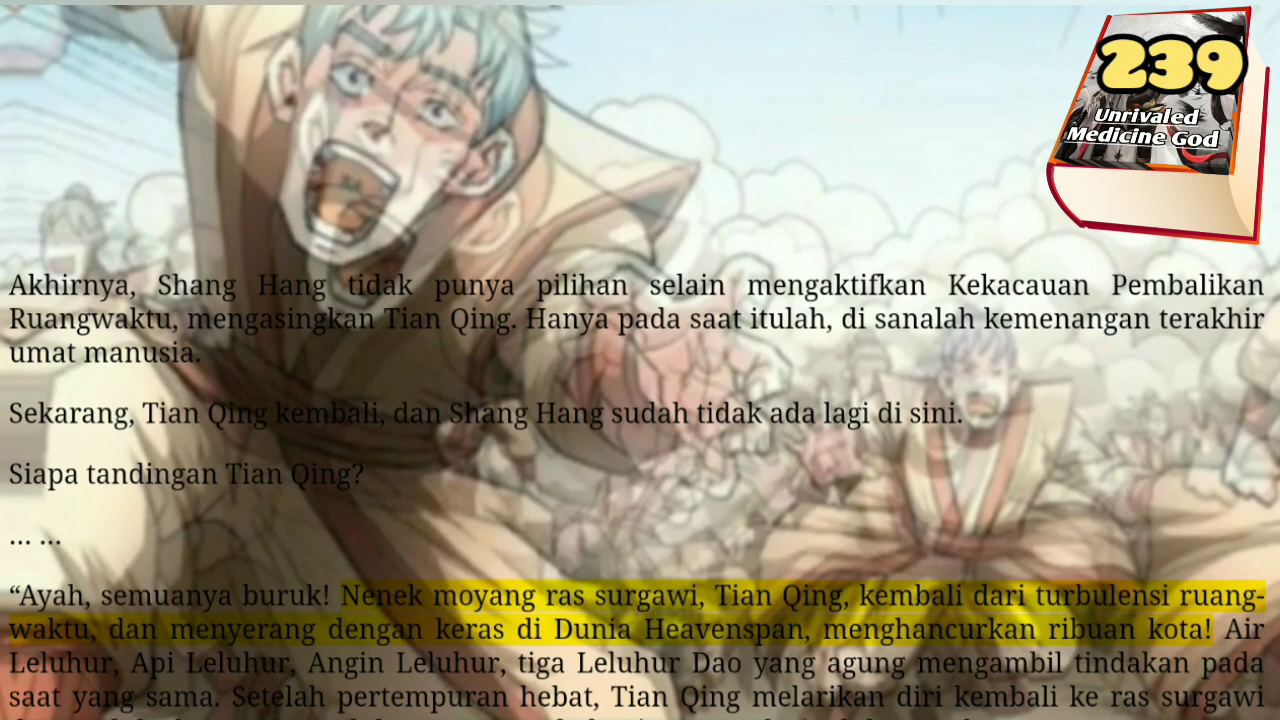 239
Unrivaled
Medicine God
Akhirnya, Shang Hang tidak punya pilihan selain mengaktifkan Kekacauan Pembalikan
Ruangwaktu, mengasingkan Tian Qing. Hanya pada saat itulah, di sanalah kemenangan terakhir
umat manusia.
Sekarang, Tian Qing kembali, dan Shang Hang sudah tidak ada lagi di sini.
Siapa tandingan Tian Qing?
... ...
“Ayah, semuanya buruk! Nenek moyang ras surgawi, Tian Qing, kembali dari turbulensi ruang-
waktu, dan menyerang dengan keras di Dunia Heavenspan, menghancurkan ribuan kota! Air
Leluhur, Api Leluhur, Angin Leluhur, tiga Leluhur Dao yang agung mengambil tindakan pada
saat yang sama. Setelah pertempuran hebat, Tian Qing melarikan diri kembali ke ras surgawi